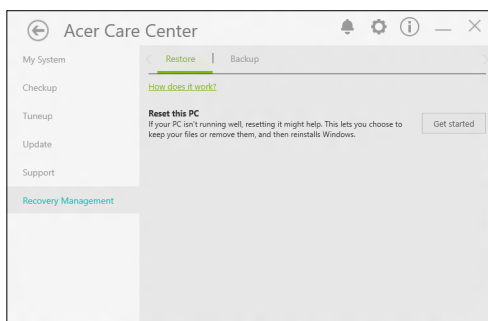 Acer Care Center
My System
Checkup
Tuneup
Update
Support
Recovery Management
Restore | Backup
How does it work?
Reset this PC
If your PC isn't running well, resetting it might help. This lets you choose to
keep your files or remove them, and then reinstalls Windows.
Get started